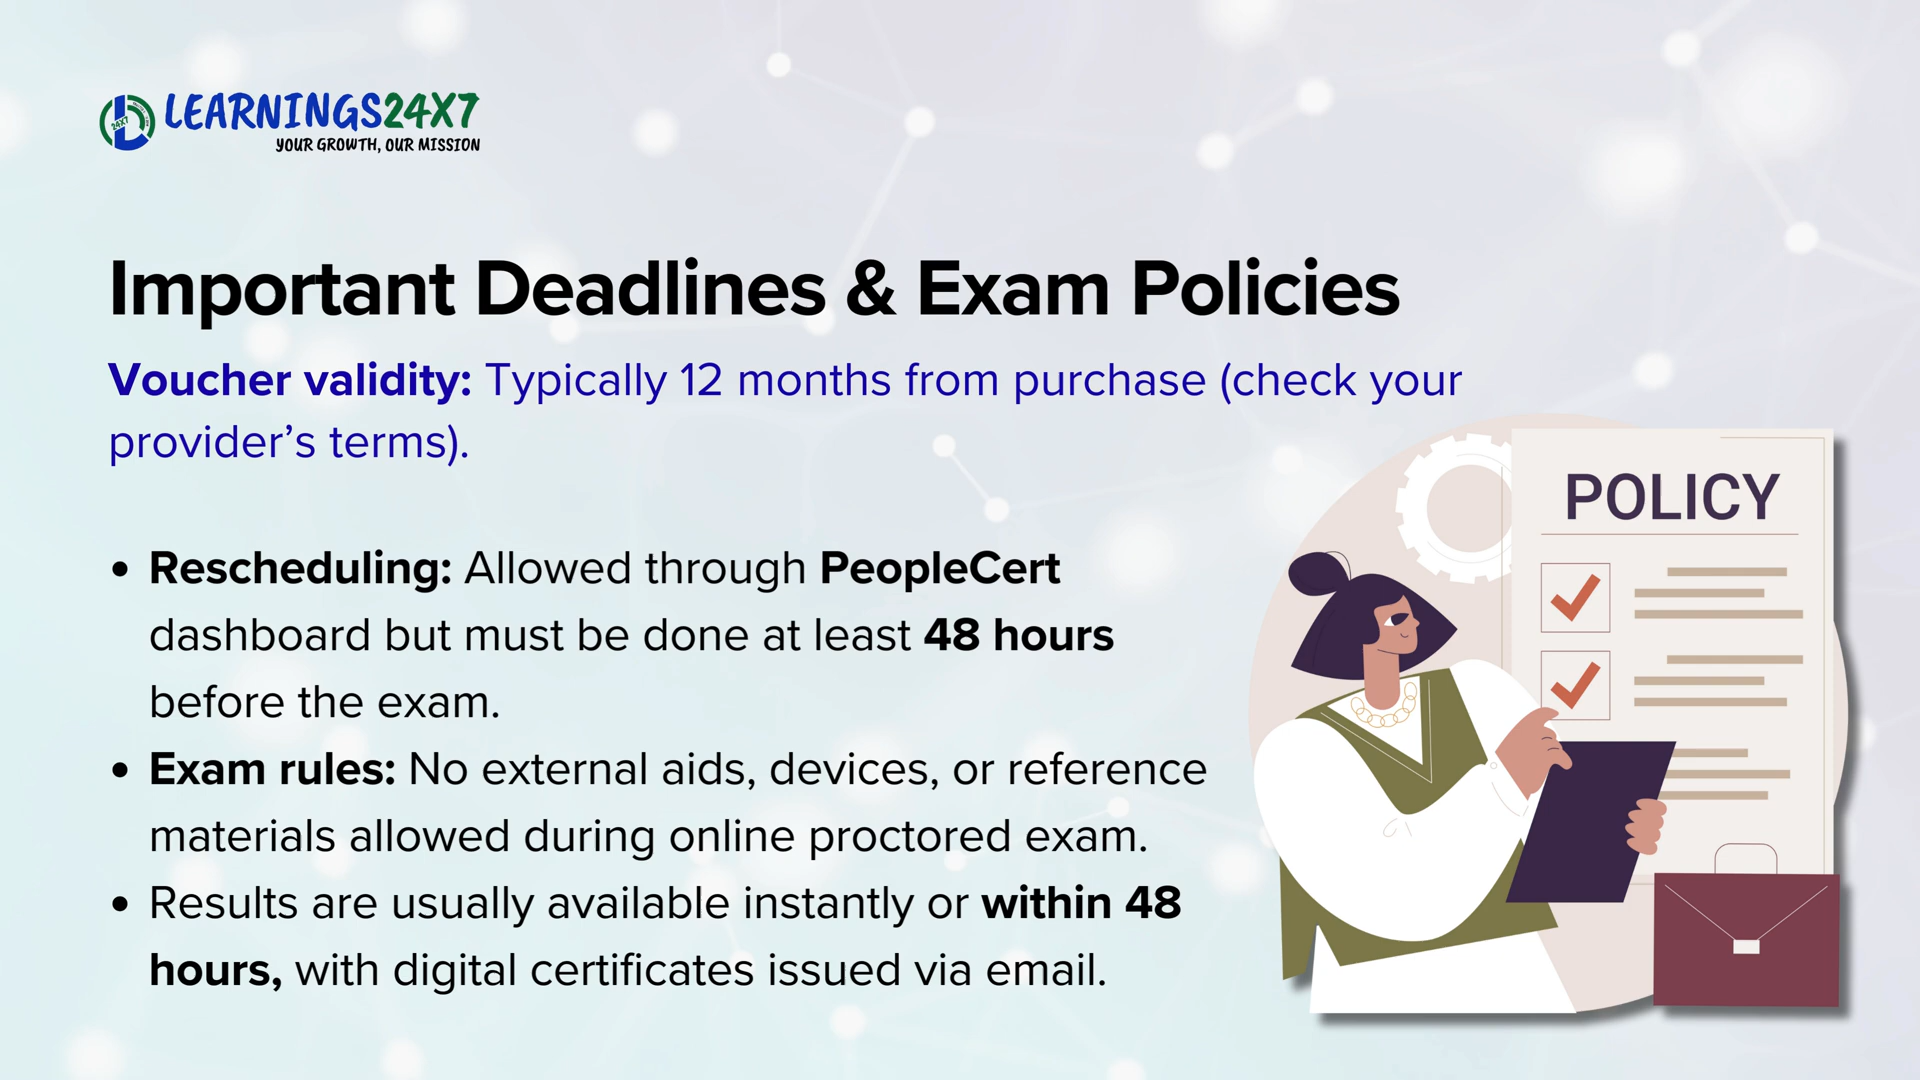 LEARNINGS24X7
24X7
YOUR GROWTH, OUR MISSION
Important Deadlines & Exam Policies
Voucher validity: Typically 12 months from purchase (check your
provider’s terms).
• Rescheduling: Allowed through PeopleCert
dashboard but must be done at least 48 hours
before the exam.
• Exam rules: No external aids, devices, or reference
materials allowed during online proctored exam.
• Results are usually available instantly or within 48
hours, with digital certificates issued via email.
POLICY